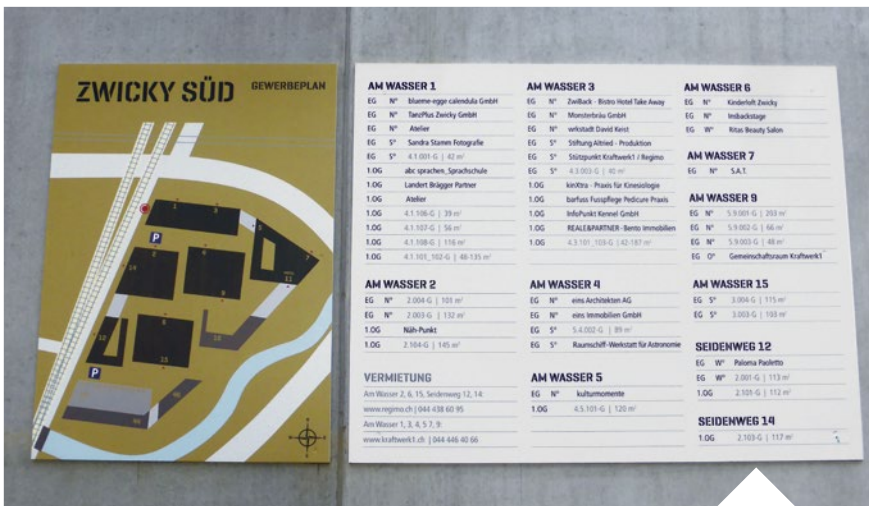 ZWICKY SÜD GEWERBEPLAN
P
P
AM WASSER 1
EG N° blueme-egge calendula GmbH
EG N° TanzPlus Zwicky GmbH
EG N° Atelier
EG S° Sandra Stamm Fotografie
EG S° 4.1.001-G | 42 m²
1.OG abc sprachen_Sprachschule
1.OG Landert Brägger Partner
1.OG Atelier
1.OG 4.1.106-G | 39 m²
1.OG 4.1.107-G | 56 m²
1.OG 4.1.108-G | 116 m²
1.OG 4.1.101_102-G | 48-135 m²
AM WASSER 2
EG N° 2.004-G | 101 m²
EG N° 2.003-G | 132 m²
1.OG Näh-Punkt
1.OG 2.104-G | 145 m²
VERMIETUNG
Am Wasser 2, 6, 15, Seidenweg 12, 14:
www.regimo.ch | 044 438 60 95
Am Wasser 1, 3, 4, 5 7, 9:
www.kraftwerk1.ch | 044 446 40 66
AM WASSER 3
EG N° ZwiBack - Bistro Hotel Take Away
EG N° Monsterbräu GmbH
EG N° wrkstadt David Keist
EG S° Stiftung Altried - Produktion
EG S° Stützpunkt Kraftwerk1 / Regimo
EG S° 4.3.003-G | 40 m²
1.OG kinXtra - Praxis für Kinesiologie
1.OG barfuss Fusspflege Pedicure Praxis
1.OG InfoPunkt Kennel GmbH
1.OG REALE&PARTNER - Bento Immobilien
1.OG 4.3.101_103-G | 42-187 m²
AM WASSER 4
EG N° eins Architekten AG
EG N° eins Immobilien GmbH
EG S° 5.4.002-G | 89 m²
EG S° Raumschiff-Werkstatt für Astronomie
AM WASSER 5
EG N° kulturmomente
1.OG 4.5.101-G | 120 m²
AM WASSER 6
EG N° Kinderloft Zwicky
EG N° Insbackstage
EG W° Ritas Beauty Salon
AM WASSER 7
EG N° S.A.T.
AM WASSER 9
EG N° 5.9.001-G | 203 m²
EG N° 5.9.002-G | 66 m²
EG N° 5.9.003-G | 48 m²
EG O° Gemeinschaftsraum Kraftwerk1
AM WASSER 15
EG S° 3.004-G | 115 m²
EG S° 3.003-G | 103 m²
SEIDENWEG 12
EG W° Paloma Paoletto
EG W° 2.001-G | 113 m²
1.OG 2.101-G | 112 m²
SEIDENWEG 14
1.OG 2.103-G | 117 m²